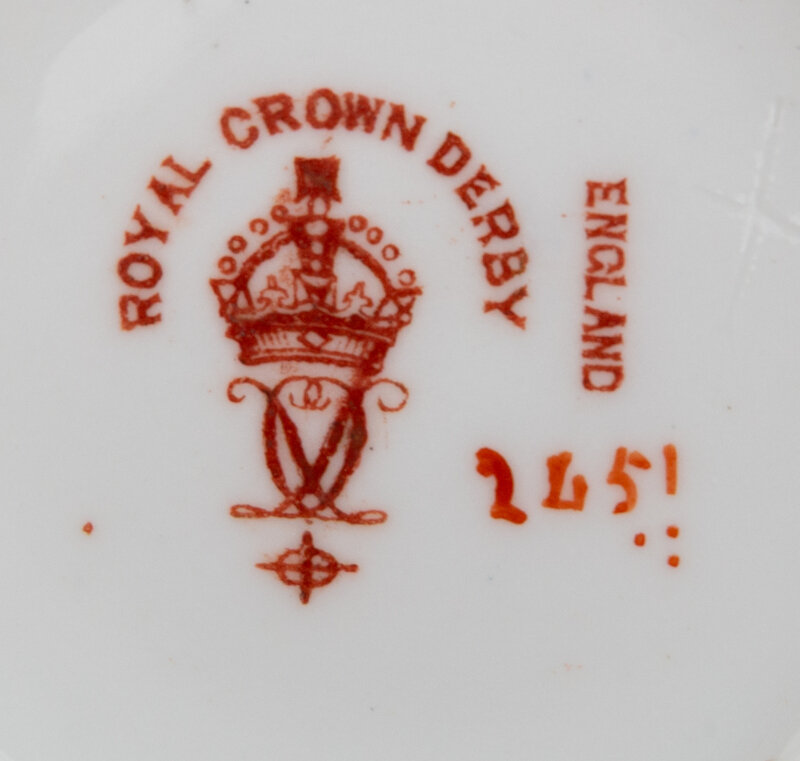 ROYAL CROWN DERBY
ENGLAND
2451